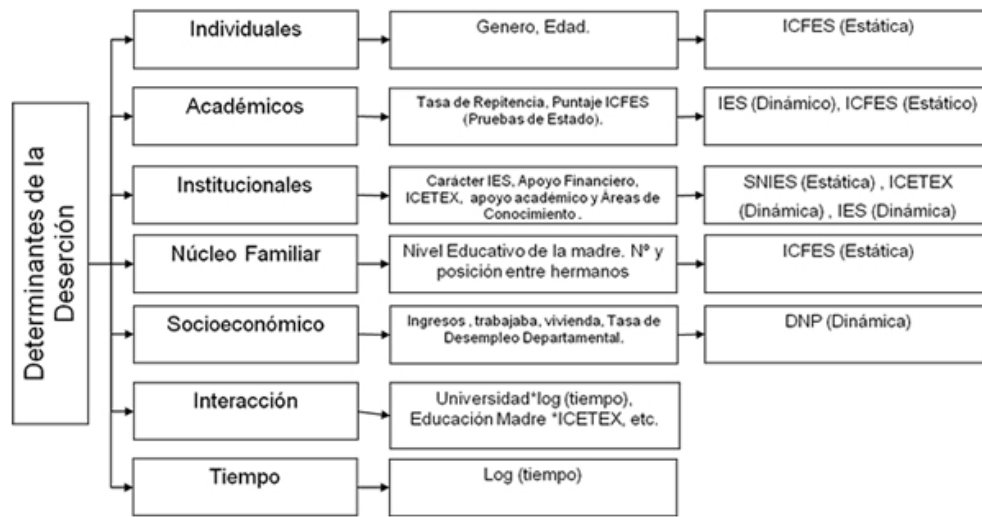 Determinantes de la
Deserción
Individuales
Genero, Edad.
ICFES (Estática)
Académicos
Tasa de Repitencia, Puntaje ICFES
(Pruebas de Estado).
IES (Dinámico), ICFES (Estático)
Institucionales
Carácter IES, Apoyo Financiero,
ICETEX, apoyo académico y Áreas de
Conocimiento .
SNIES (Estática) , ICETEX
(Dinámica) , IES (Dinámica)
Núcleo Familiar
Nivel Educativo de la madre. Nº y
posición entre hermanos
ICFES (Estática)
Socioeconómico
Ingresos , trabajaba, vivienda, Tasa de
Desempleo Departamental.
DNP (Dinámica)
Interacción
Universidad*log (tiempo),
Educación Madre *ICETEX, etc.
Tiempo
Log (tiempo)